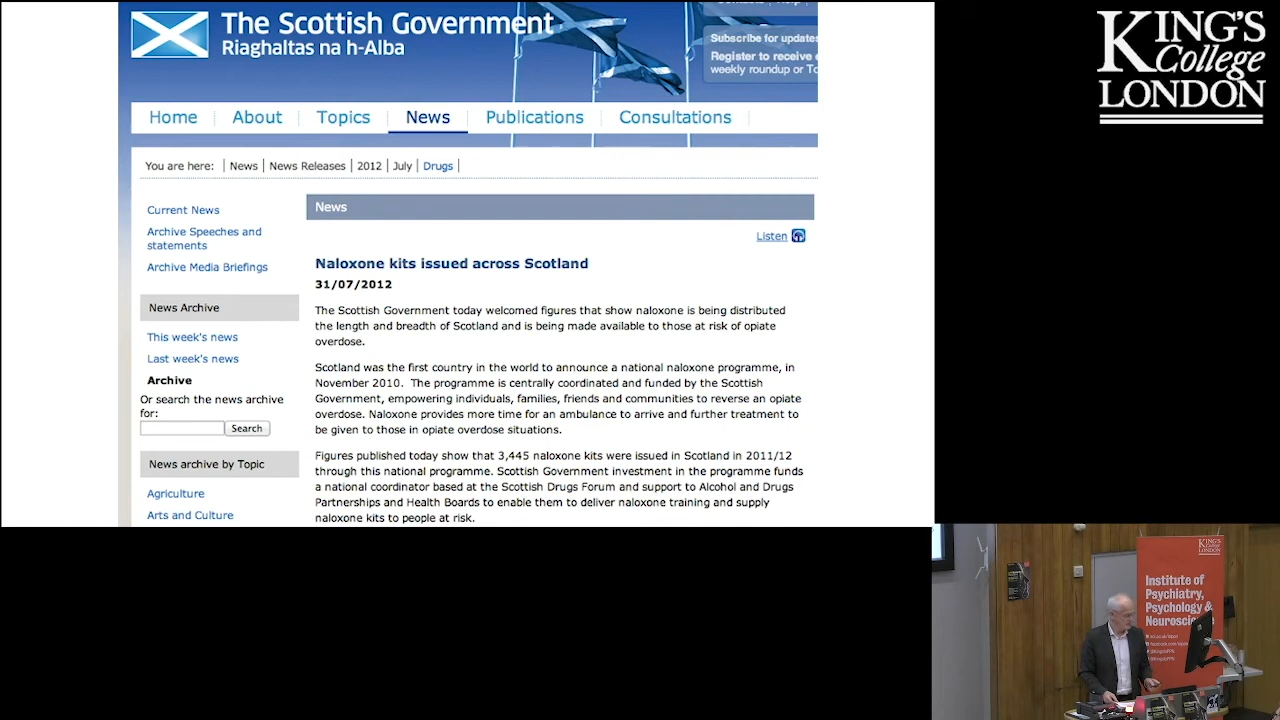 The Scottish Government
Riaghaltas na h-Alba
Subscribe for updates
Register to receive
weekly roundup or
Home About Topics News Publications Consultations
You are here: News News Releases 2012 July Drugs
Current News
Archive Speeches and
statements
Archive Media Briefings
News Archive
This week's news
Last week's news
Archive
Or search the news archive
for:
Search
News archive by Topic
Agriculture
Arts and Culture
News
Listen
Naloxone kits issued across Scotland
31/07/2012
The Scottish Government today welcomed figures that show naloxone is being distributed
the length and breadth of Scotland and is being made available to those at risk of opiate
overdose.
Scotland was the first country in the world to announce a national naloxone programme, in
November 2010. The programme is centrally coordinated and funded by the Scottish
Government, empowering individuals, families, friends and communities to reverse an opiate
overdose. Naloxone provides more time for an ambulance to arrive and further treatment to
be given to those in opiate overdose situations.
Figures published today show that 3,445 naloxone kits were issued in Scotland in 2011/12
through this national programme. Scottish Government investment in the programme funds
a national coordinator based at the Scottish Drugs Forum and support to Alcohol and Drugs
Partnerships and Health Boards to enable them to deliver naloxone training and supply
naloxone kits to people at risk.
KING'S
College
LONDON
KING'S
College
LONDON
Institute of
Psychiatry,
Psychology &